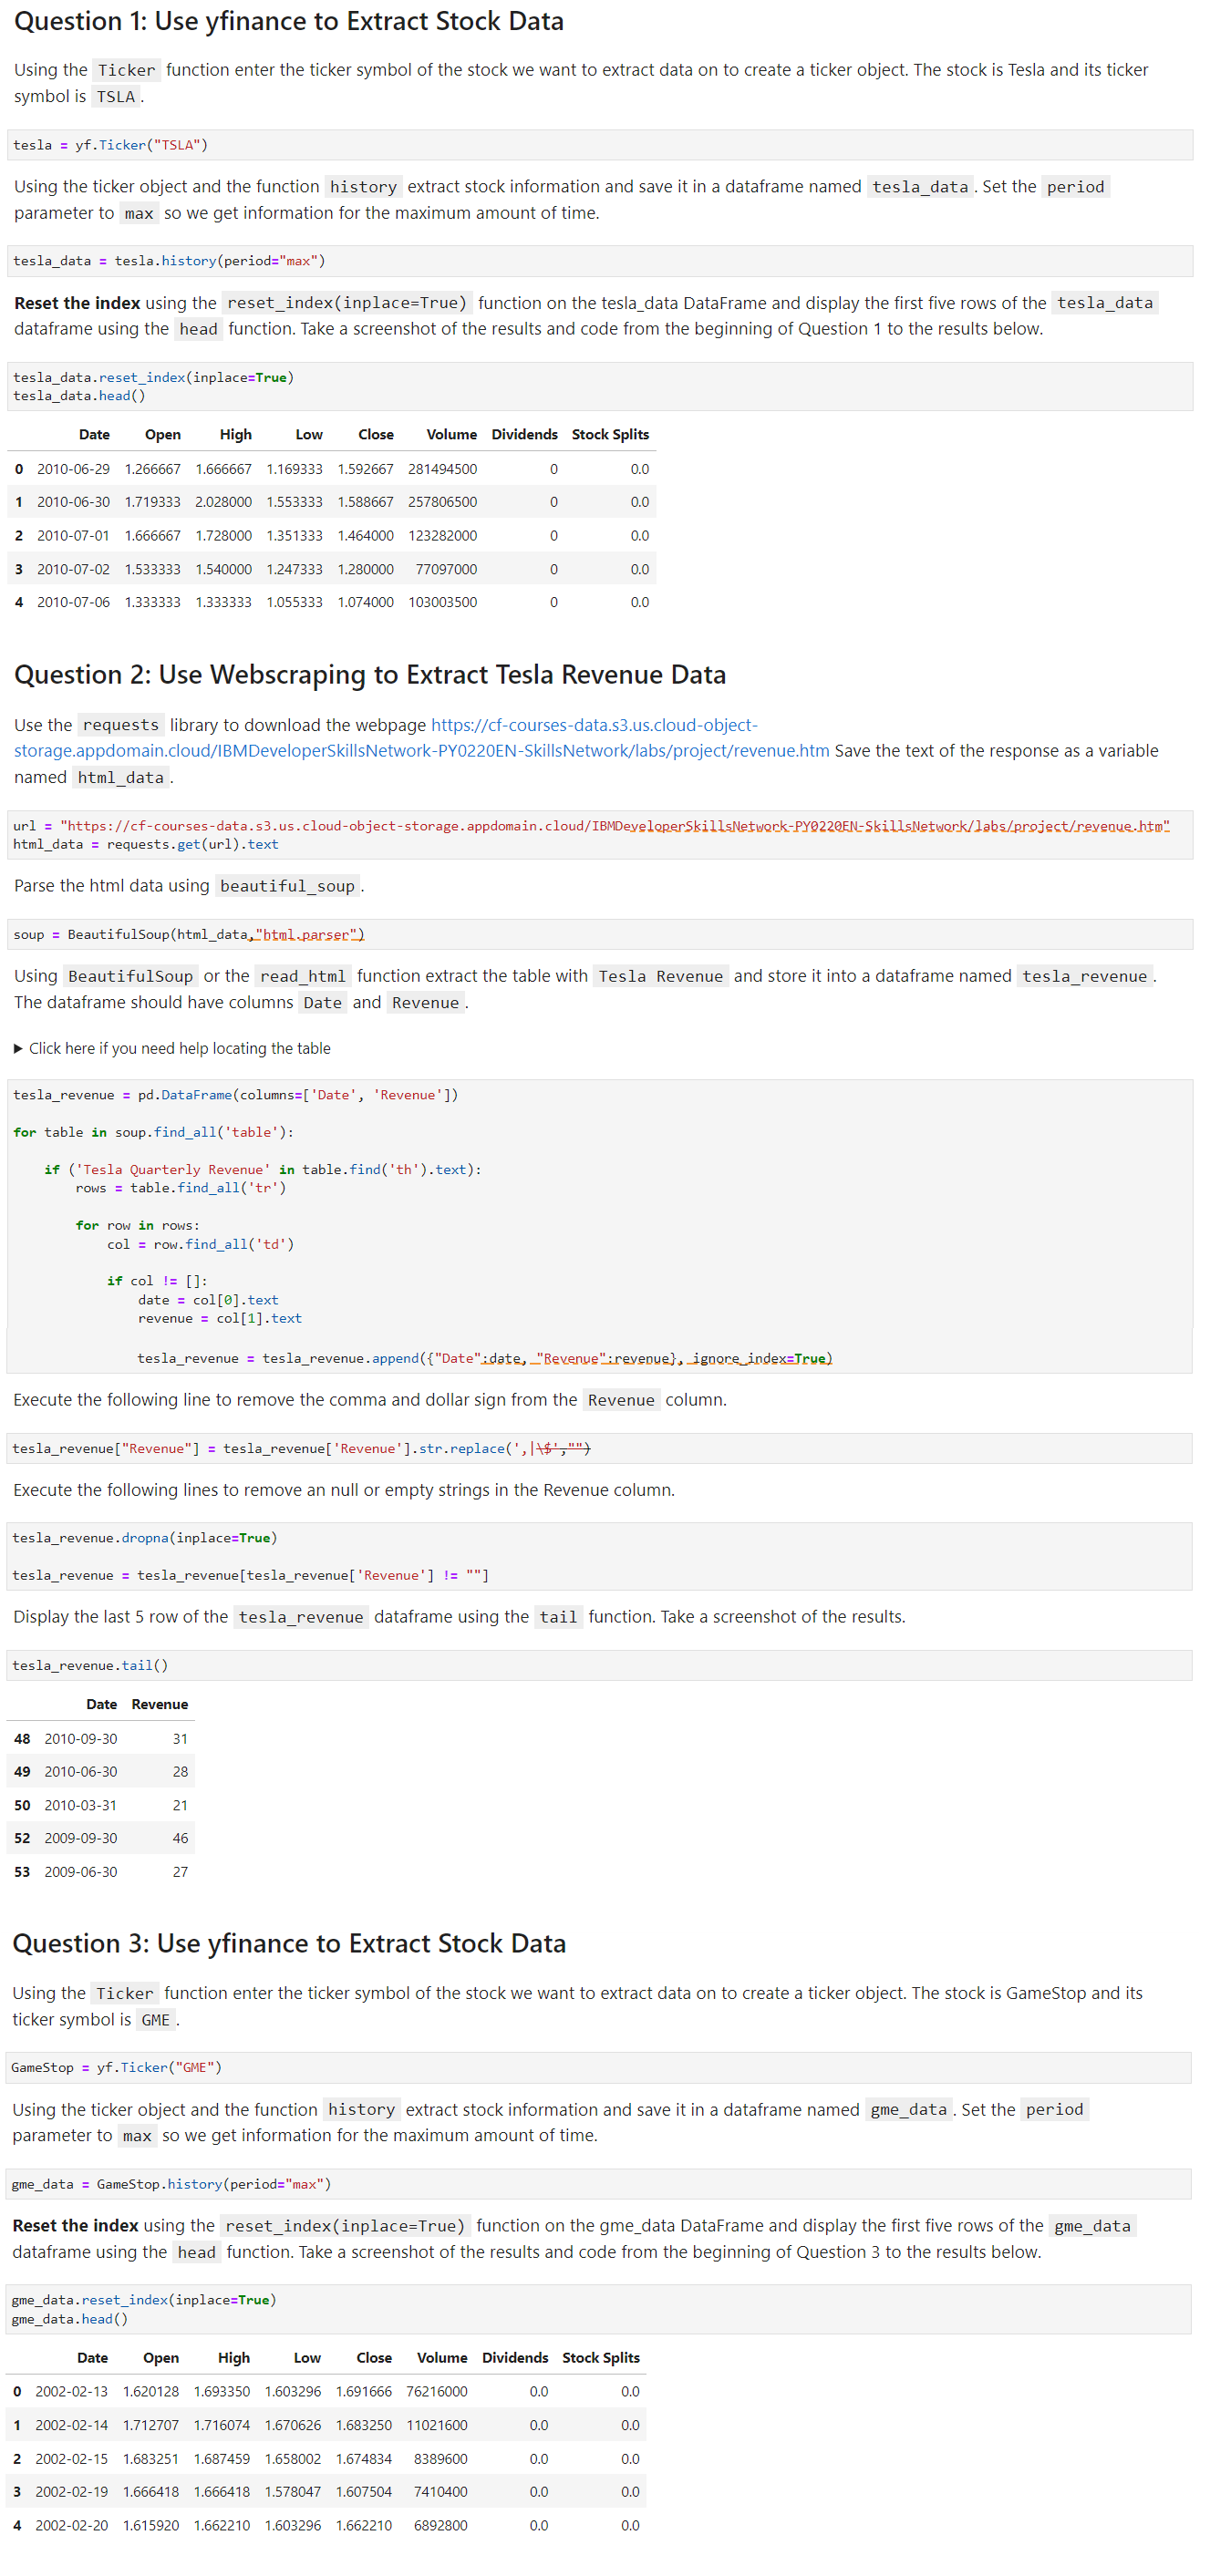 Question 1: Use yfinance to Extract Stock Data
Using the Ticker function enter the ticker symbol of the stock we want to extract data on to create a ticker object. The stock is Tesla and its ticker
symbol is TSLA .
tesla = yf.Ticker("TSLA")
Using the ticker object and the function history extract stock information and save it in a dataframe named tesla_data . Set the period
parameter to max so we get information for the maximum amount of time.
tesla_data = tesla.history(period="max")
Reset the index using the reset_index(inplace=True) function on the tesla_data DataFrame and display the first five rows of the tesla_data
dataframe using the head function. Take a screenshot of the results and code from the beginning of Question 1 to the results below.
tesla_data.reset_index(inplace=True)
tesla_data.head()
Date Open High Low Close Volume Dividends Stock Splits
0 2010-06-29 1.266667 1.666667 1.169333 1.592667 281494500 0 0.0
1 2010-06-30 1.719333 2.028000 1.553333 1.588667 257806500 0 0.0
2 2010-07-01 1.666667 1.728000 1.351333 1.464000 123282000 0 0.0
3 2010-07-02 1.533333 1.540000 1.247333 1.280000 77097000 0 0.0
4 2010-07-06 1.333333 1.333333 1.055333 1.074000 103003500 0 0.0
Question 2: Use Webscraping to Extract Tesla Revenue Data
Use the requests library to download the webpage https://cf-courses-data.s3.us.cloud-object-
storage.appdomain.cloud/IBMDeveloperSkillsNetwork-PY0220EN-SkillsNetwork/labs/project/revenue.htm Save the text of the response as a variable
named html_data .
url = "https://cf-courses-data.s3.us.cloud-object-storage.appdomain.cloud/IBMDeveloperSkillsNetwork-PY0220EN-SkillsNetwork/labs/project/revenue.htm"
html_data = requests.get(url).text
Parse the html data using beautiful_soup .
soup = BeautifulSoup(html_data,"html.parser")
Using BeautifulSoup or the read_html function extract the table with Tesla Revenue and store it into a dataframe named tesla_revenue .
The dataframe should have columns Date and Revenue .
▶ Click here if you need help locating the table
tesla_revenue = pd.DataFrame(columns=['Date', 'Revenue'])
for table in soup.find_all('table'):
if ('Tesla Quarterly Revenue' in table.find('th').text):
rows = table.find_all('tr')
for row in rows:
col = row.find_all('td')
if col != []:
date = col[0].text
revenue = col[1].text
tesla_revenue = tesla_revenue.append({"Date":date, "Revenue":revenue}, ignore_index=True)
Execute the following line to remove the comma and dollar sign from the Revenue column.
tesla_revenue["Revenue"] = tesla_revenue['Revenue'].str.replace(',|\$',"")
Execute the following lines to remove an null or empty strings in the Revenue column.
tesla_revenue.dropna(inplace=True)
tesla_revenue = tesla_revenue[tesla_revenue['Revenue'] != ""]
Display the last 5 row of the tesla_revenue dataframe using the tail function. Take a screenshot of the results.
tesla_revenue.tail()
Date Revenue
48 2010-09-30 31
49 2010-06-30 28
50 2010-03-31 21
52 2009-09-30 46
53 2009-06-30 27
Question 3: Use yfinance to Extract Stock Data
Using the Ticker function enter the ticker symbol of the stock we want to extract data on to create a ticker object. The stock is GameStop and its
ticker symbol is GME .
GameStop = yf.Ticker("GME")
Using the ticker object and the function history extract stock information and save it in a dataframe named gme_data . Set the period
parameter to max so we get information for the maximum amount of time.
gme_data = GameStop.history(period="max")
Reset the index using the reset_index(inplace=True) function on the gme_data DataFrame and display the first five rows of the gme_data
dataframe using the head function. Take a screenshot of the results and code from the beginning of Question 3 to the results below.
gme_data.reset_index(inplace=True)
gme_data.head()
Date Open High Low Close Volume Dividends Stock Splits
0 2002-02-13 1.620128 1.693350 1.603296 1.691666 76216000 0.0 0.0
1 2002-02-14 1.712707 1.716074 1.670626 1.683250 11021600 0.0 0.0
2 2002-02-15 1.683251 1.687459 1.658002 1.674834 8389600 0.0 0.0
3 2002-02-19 1.666418 1.666418 1.578047 1.607504 7410400 0.0 0.0
4 2002-02-20 1.615920 1.662210 1.603296 1.662210 6892800 0.0 0.0